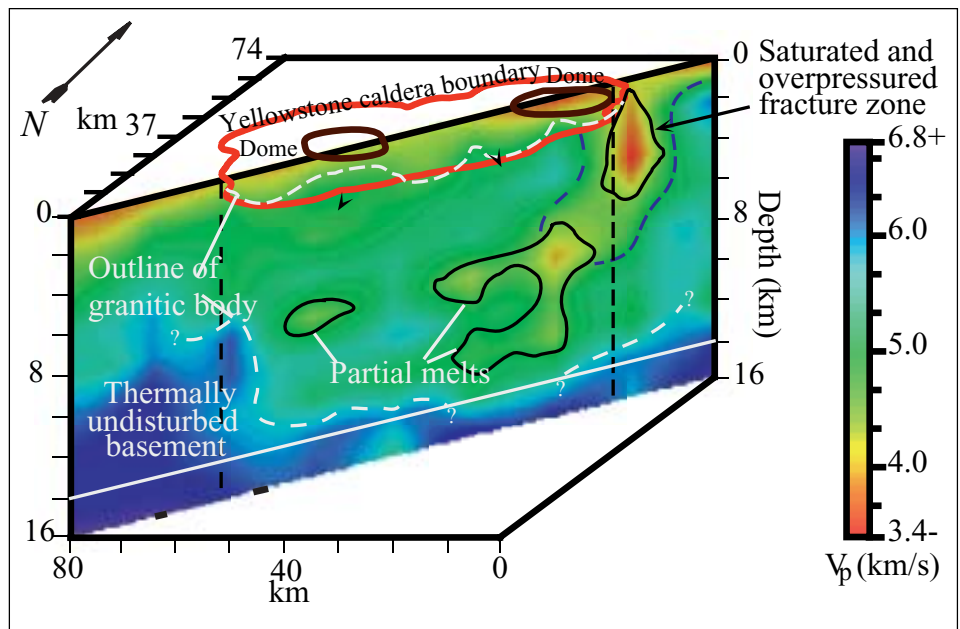 74
0
Saturated and
overpressured
fracture zone
Yellowstone caldera boundary
Dome
N
km
37
Dome
6.8+
0
8
6.0
Depth (km)
Outline of
granitic body
?
?
5.0
8
Partial melts
16
?
?
Thermally
undisturbed
basement
4.0
16
3.4-
80
40
0
km
Vp (km/s)